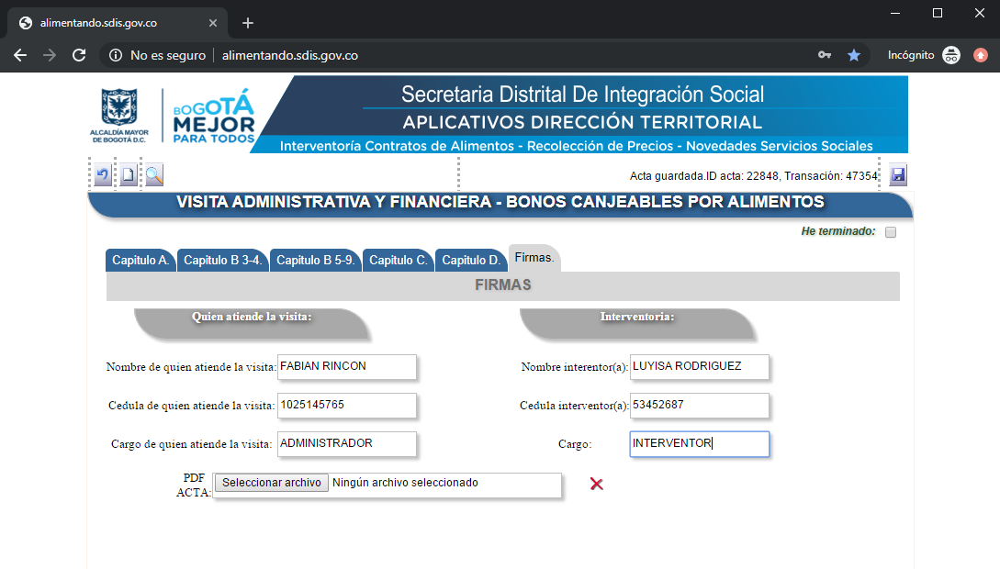 alimentando.sdis.gov.co
No es seguro | alimentando.sdis.gov.co
Incógnito
ALCALDÍA MAYOR
DE BOGOTÁ D.C.
BOGOTÁ
MEJOR
PARA TODOS
Secretaria Distrital De Integración Social
APLICATIVOS DIRECCIÓN TERRITORIAL
Interventoría Contratos de Alimentos - Recolección de Precios - Novedades Servicios Sociales
Acta guardada.ID acta: 22848, Transación: 47354
VISITA ADMINISTRATIVA Y FINANCIERA - BONOS CANJEABLES POR ALIMENTOS
He terminado:
Capitulo A. Capitulo B 3-4. Capitulo B 5-9. Capitulo C. Capitulo D. Firmas.
FIRMAS
Quien atiende la visita: Interventoria:
Nombre de quien atiende la visita: FABIAN RINCON Nombre interentor(a): LUYISA RODRIGUEZ
Cedula de quien atiende la visita: 1025145765 Cedula interventor(a): 53452687
Cargo de quien atiende la visita: ADMINISTRADOR Cargo: INTERVENTOR
PDF
ACTA: Seleccionar archivo Ningún archivo seleccionado